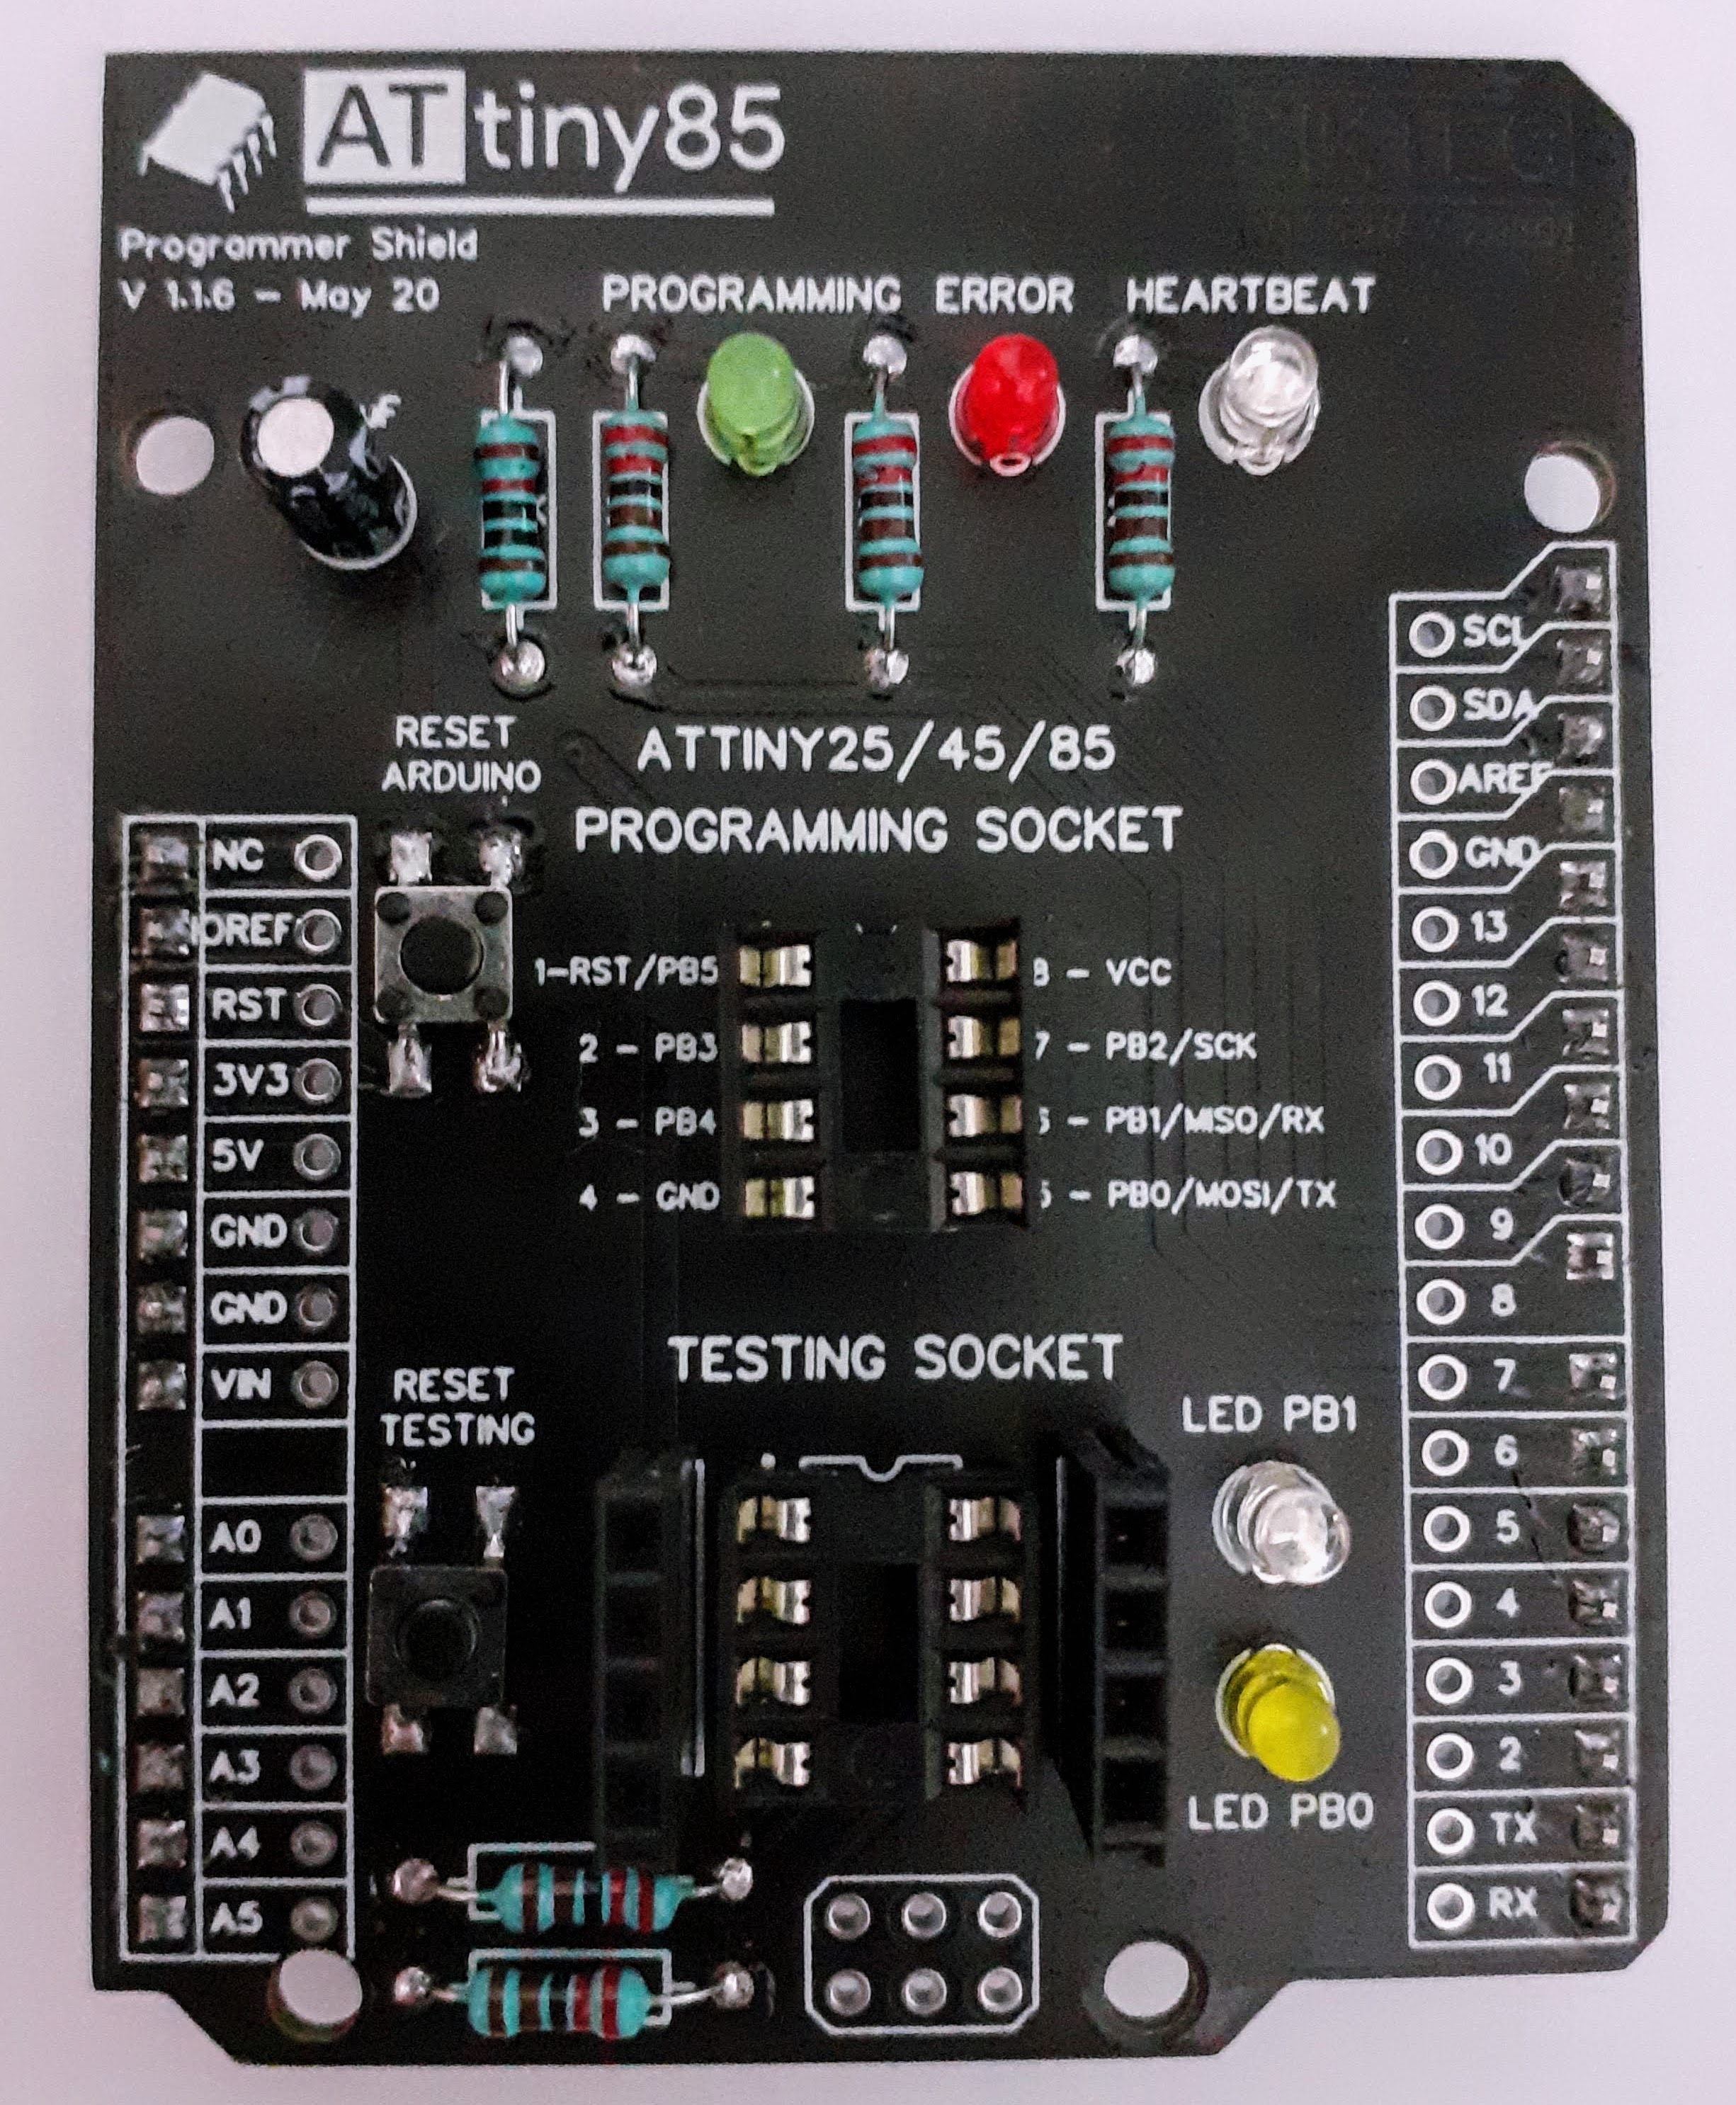 ATtiny85
Programmer Shield
V 1.1.6 - May 20
PROGRAMMING ERROR HEARTBEAT
RESET
ARDUINO
ATTINY25/45/85
PROGRAMMING SOCKET
1-RST/PB5
2 - PB3
3 - PB4
4 - GND
8 - VCC
7 - PB2/SCK
- PB1/MISO/RX
- PB0/MOSI/TX
NC
IOREF
RST
3V3
5V
GND
GND
VIN
A0
A1
A2
A3
A4
A5
RESET
TESTING
TESTING SOCKET
LED PB1
LED PB0
SCL
SDA
AREF
GND
13
12
11
10
9
8
7
6
5
4
3
2
TX
RX